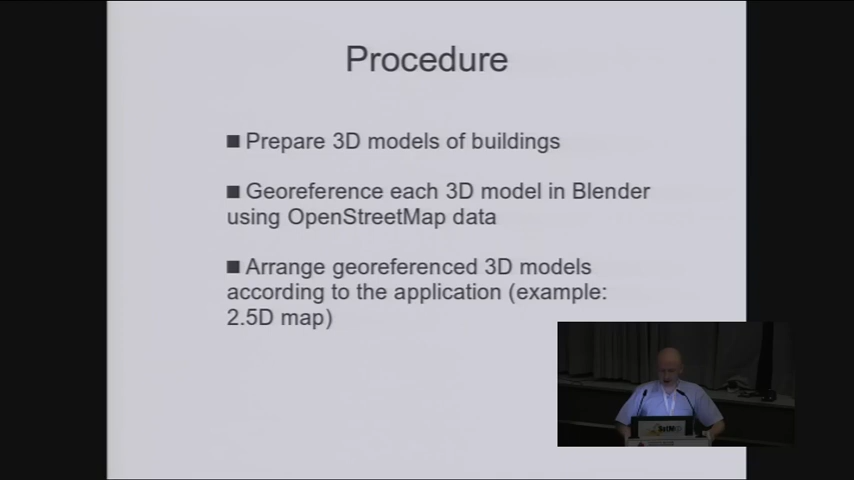 Procedure
■ Prepare 3D models of buildings
■ Georeference each 3D model in Blender
using OpenStreetMap data
■ Arrange georeferenced 3D models
according to the application (example:
2.5D map)